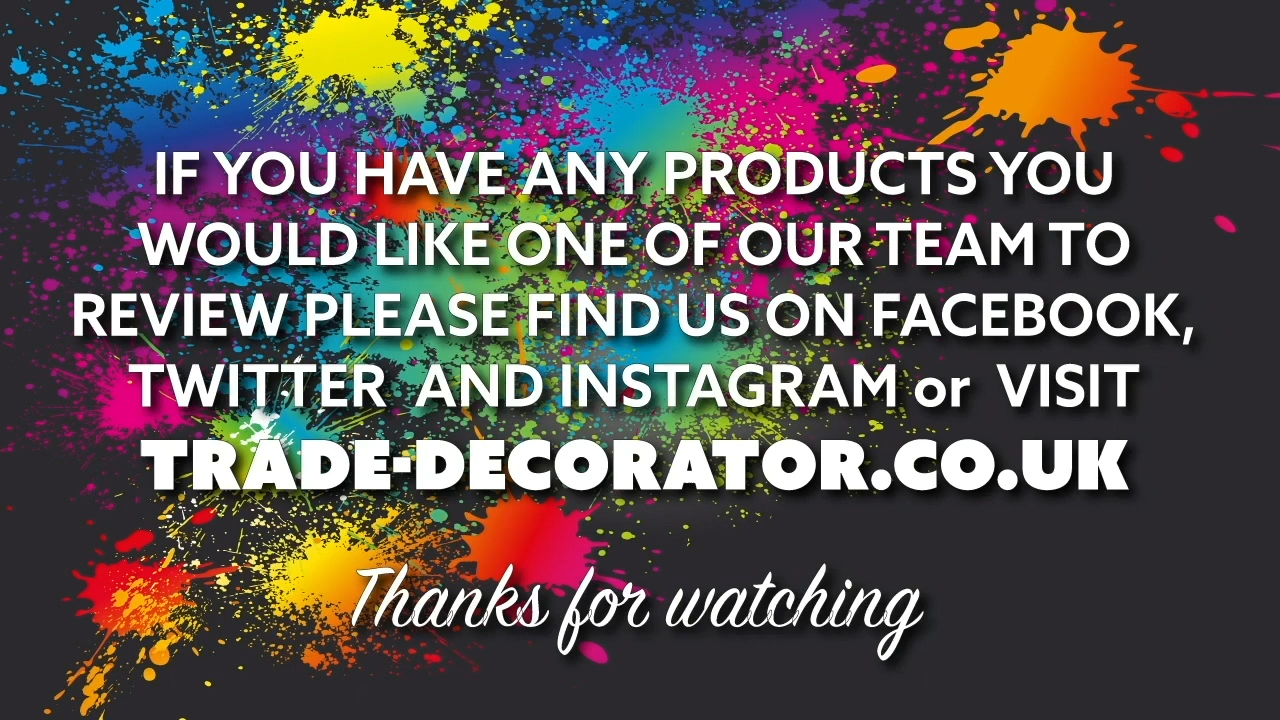 IF YOU HAVE ANY PRODUCTS YOU
WOULD LIKE ONE OF OUR TEAM TO
REVIEW PLEASE FIND US ON FACEBOOK,
TWITTER AND INSTAGRAM or VISIT
TRADE-DECORATOR.CO.UK
Thanks for watching